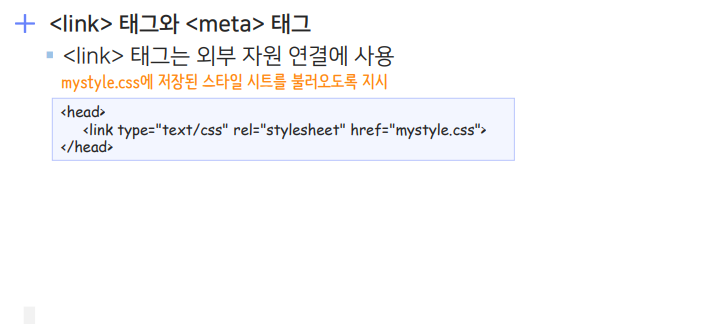 <link> 태그와 <meta> 태그
<link> 태그는 외부 자원 연결에 사용
mystyle.css에 저장된 스타일 시트를 불러오도록 지시
<head>
<link type="text/css" rel="stylesheet" href="mystyle.css">
</head>